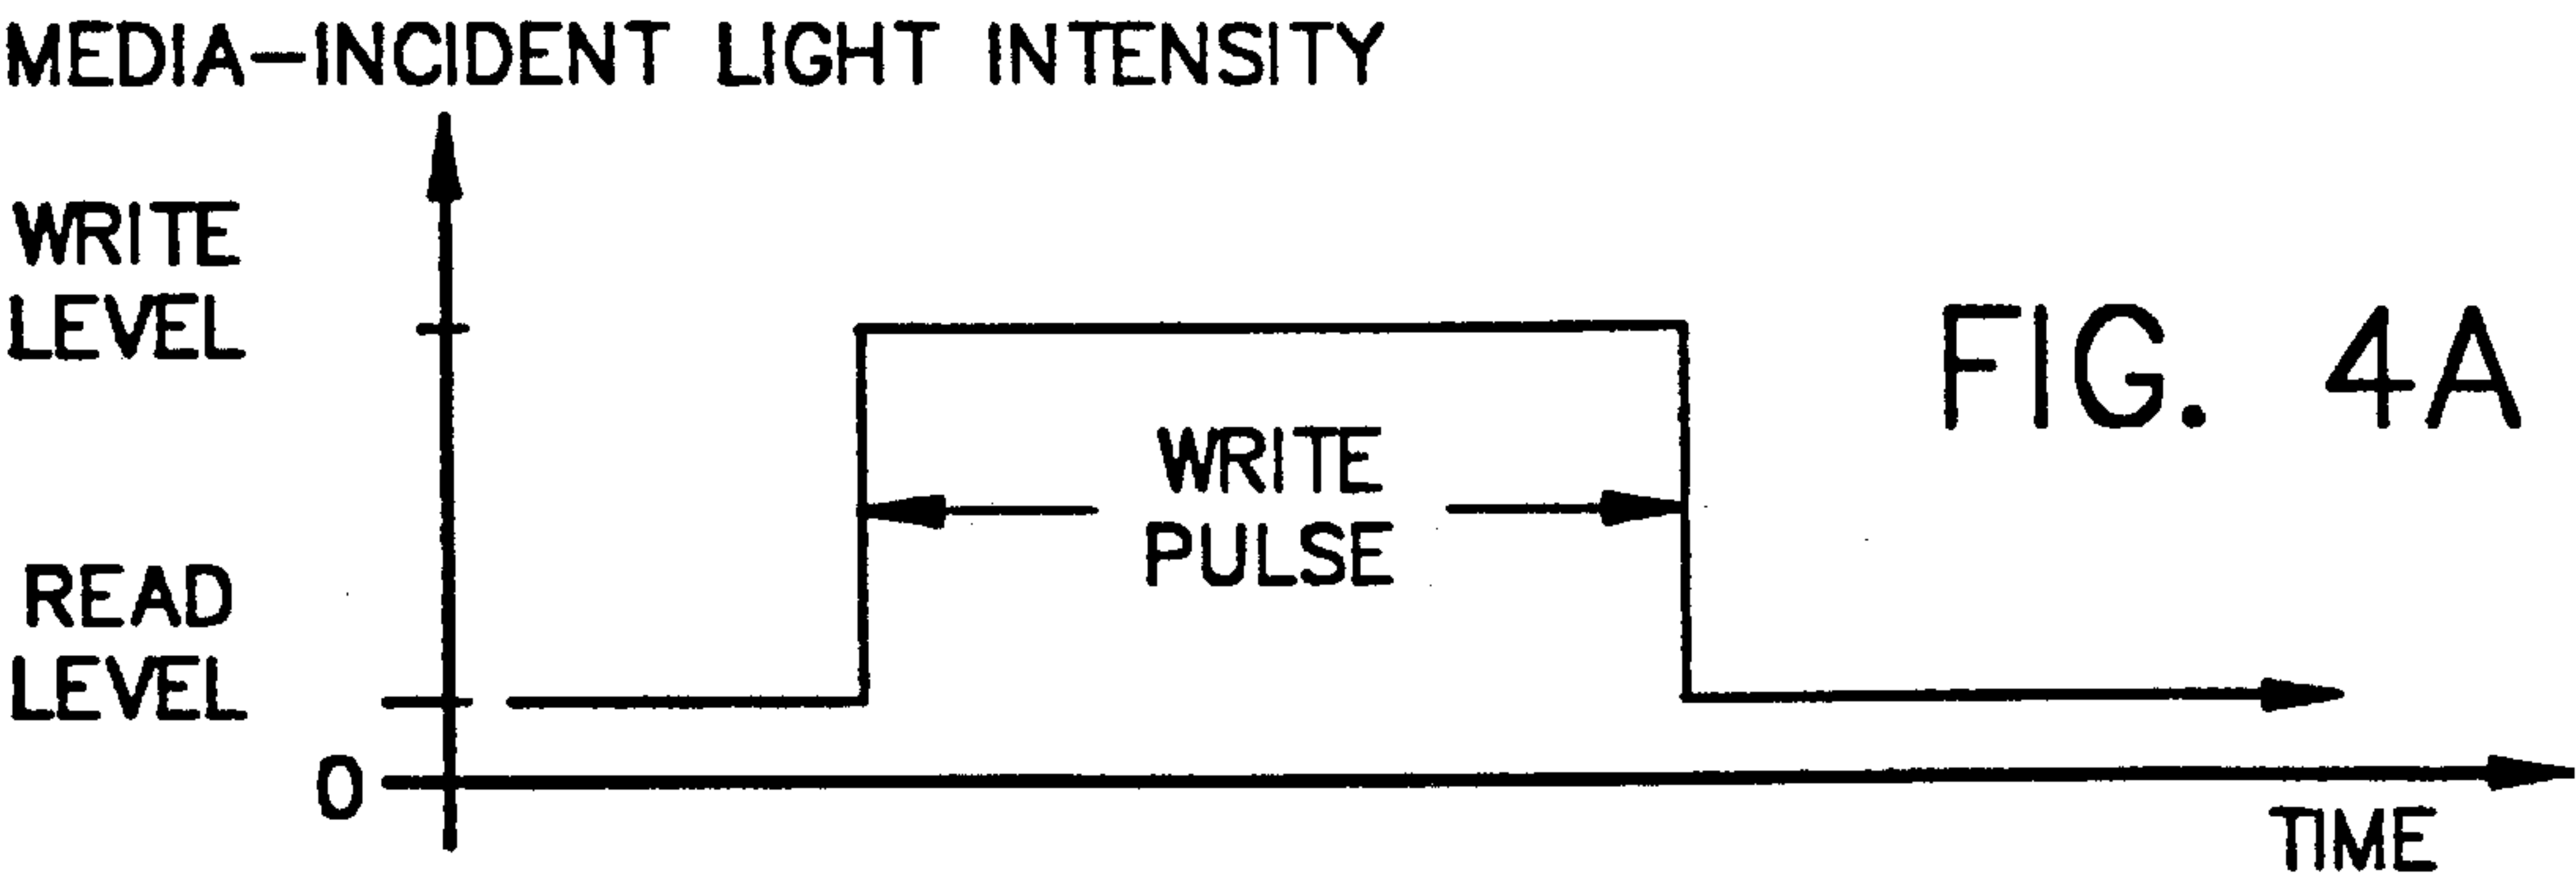 MEDIA-INCIDENT LIGHT INTENSITY
WRITE
LEVEL
FIG. 4A
WRITE
PULSE
READ
LEVEL
0
TIME